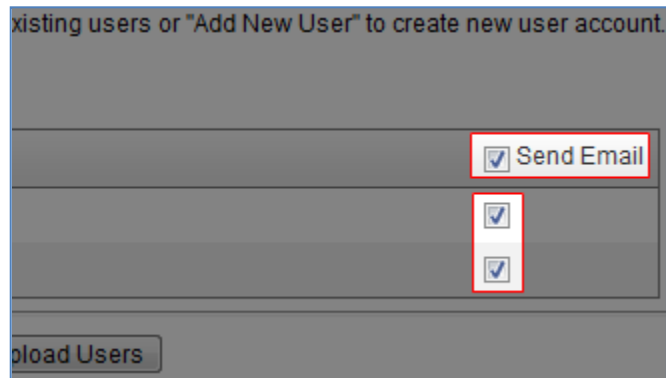 xisting users or "Add New User" to create new user account.
Send Email
pload Users